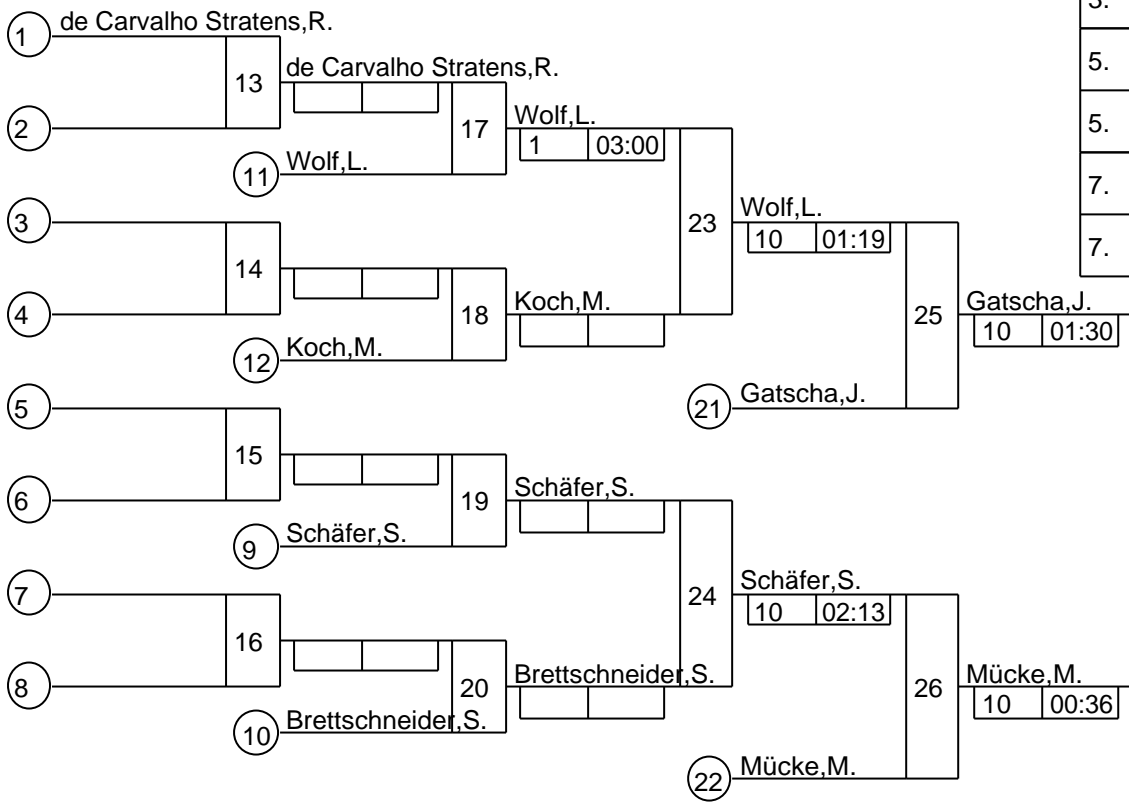 3.
1 de Carvalho Stratens,R.
5.
13 de Carvalho Stratens,R.
5.
2
17 Wolf,L.
1 03:00
11 Wolf,L.
7.
3
23 Wolf,L.
10 01:19
7.
14
4
18 Koch,M.
25 Gatscha,J.
10 01:30
12 Koch,M.
5
21 Gatscha,J.
15
6
19 Schäfer,S.
9 Schäfer,S.
7
24 Schäfer,S.
10 02:13
16
8
20 Brettschneider,S.
26 Mücke,M.
10 00:36
10 Brettschneider,S.
22 Mücke,M.